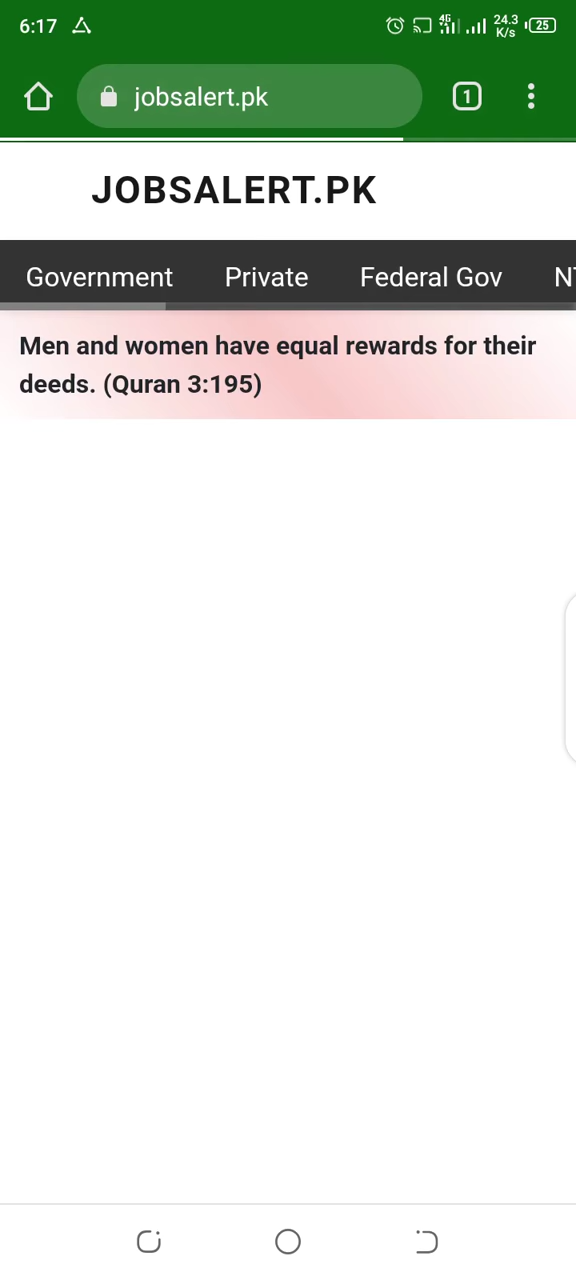 6:17 4G 24.3 K/s 25
jobsalert.pk 1
JOBSALERT.PK
Government Private Federal Gov
Men and women have equal rewards for their
deeds. (Quran 3:195)